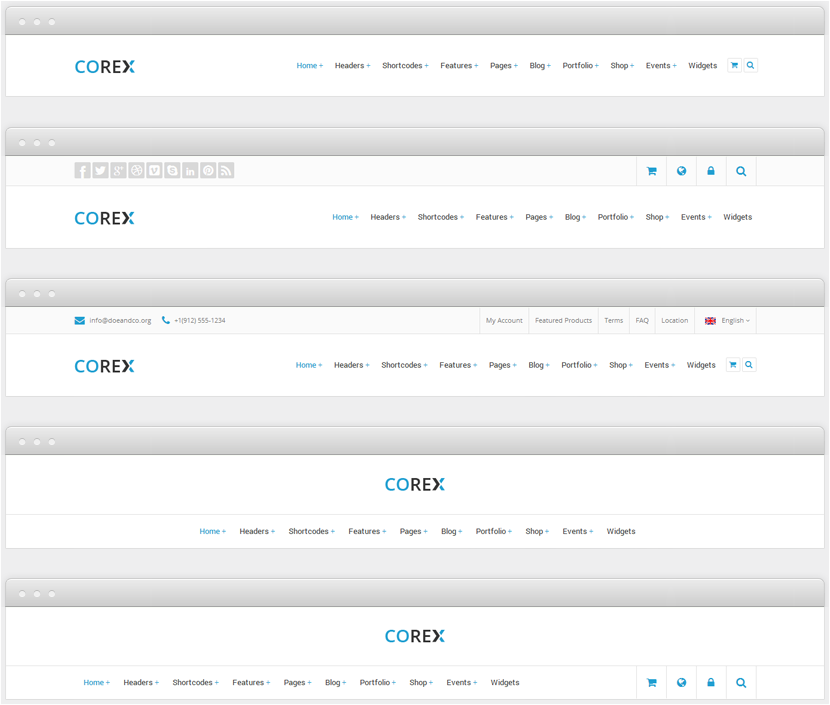 COREX Home + Headers + Shortcodes + Features + Pages + Blog + Portfolio + Shop + Events + Widgets
COREX Home + Headers + Shortcodes + Features + Pages + Blog + Portfolio + Shop + Events + Widgets
info@doeandco.org +1(912) 555-1234 My Account Featured Products Terms FAQ Location English
COREX Home + Headers + Shortcodes + Features + Pages + Blog + Portfolio + Shop + Events + Widgets
COREX
Home + Headers + Shortcodes + Features + Pages + Blog + Portfolio + Shop + Events + Widgets
COREX
Home + Headers + Shortcodes + Features + Pages + Blog + Portfolio + Shop + Events + Widgets